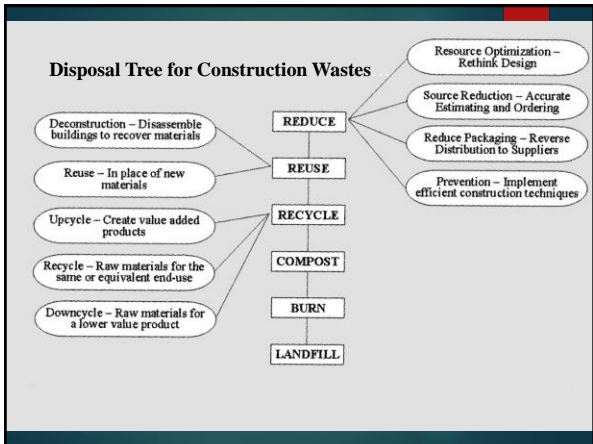 Disposal Tree for Construction Wastes
Resource Optimization –
Rethink Design
Source Reduction – Accurate
Estimating and Ordering
Reduce Packaging – Reverse
Distribution to Suppliers
Prevention – Implement
efficient construction techniques
REDUCE
REUSE
RECYCLE
COMPOST
BURN
LANDFILL
Deconstruction – Disassemble
buildings to recover materials
Reuse – In place of new
materials
Upcycle – Create value added
products
Recycle – Raw materials for the
same or equivalent end-use
Downcycle – Raw materials for
a lower value product